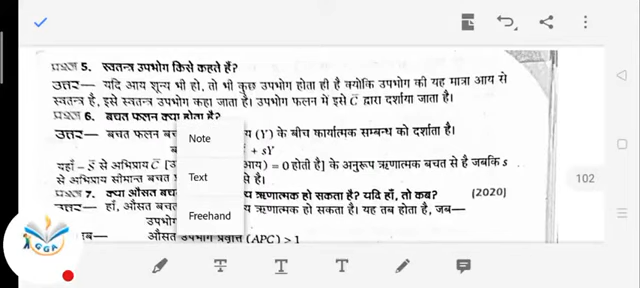 प्रश्न 5. स्वतन्त्र उपभोग किसे कहते हैं?
उत्तर— यदि आय शून्य भी हो, तो भी कुछ उपभोग होता ही है क्योंकि उपभोग की यह मात्रा आय से
स्वतन्त्र है, इसे स्वतन्त्र उपभोग कहा जाता है। उपभोग फलन में इसे C̅ द्वारा दर्शाया जाता है।
प्रश्न 6. बचत फलन क्या होता है?
उत्तर— बचत फलन बच य (Y) के बीच कार्यात्मक सम्बन्ध को दर्शाता है।
Note
+ sY
यहाँ – S̅ से अभिप्राय C̅ [उ आय) = 0 होती है] के अनुरूप ऋणात्मक बचत से है जबकि s
Text
से अभिप्राय सीमान्त बचत से है।
102
प्रश्न 7. क्या औसत बच य ऋणात्मक हो सकता है? यदि हाँ, तो कब? (2020)
उत्तर— हाँ, औसत बचत य ऋणात्मक हो सकता है। यह तब होता है, जब—
Freehand
उपभोग
औसत उपभोग प्रवृत्ति (APC) > 1
GGA